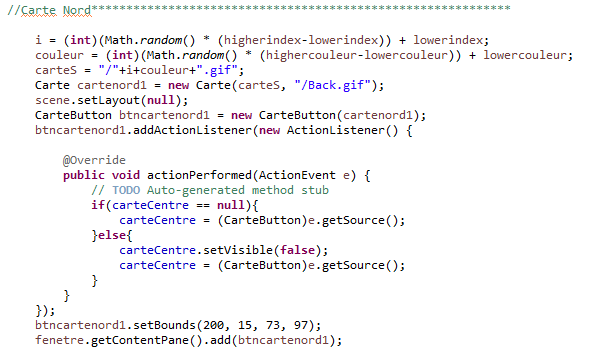 //Carte Nord************************************************************
i = (int)(Math.random() * (higherindex-lowerindex)) + lowerindex;
couleur = (int)(Math.random() * (highercouleur-lowercouleur)) + lowercouleur;
carteS = "/"+i+couleur+".gif";
Carte cartenord1 = new Carte(carteS, "/Back.gif");
scene.setLayout(null);
CarteButton btncartenord1 = new CarteButton(cartenord1);
btncartenord1.addActionListener(new ActionListener() {
@Override
public void actionPerformed(ActionEvent e) {
// TODO Auto-generated method stub
if(carteCentre == null){
carteCentre = (CarteButton)e.getSource();
}else{
carteCentre.setVisible(false);
carteCentre = (CarteButton)e.getSource();
}
}
});
btncartenord1.setBounds(200, 15, 73, 97);
fenetre.getContentPane().add(btncartenord1);